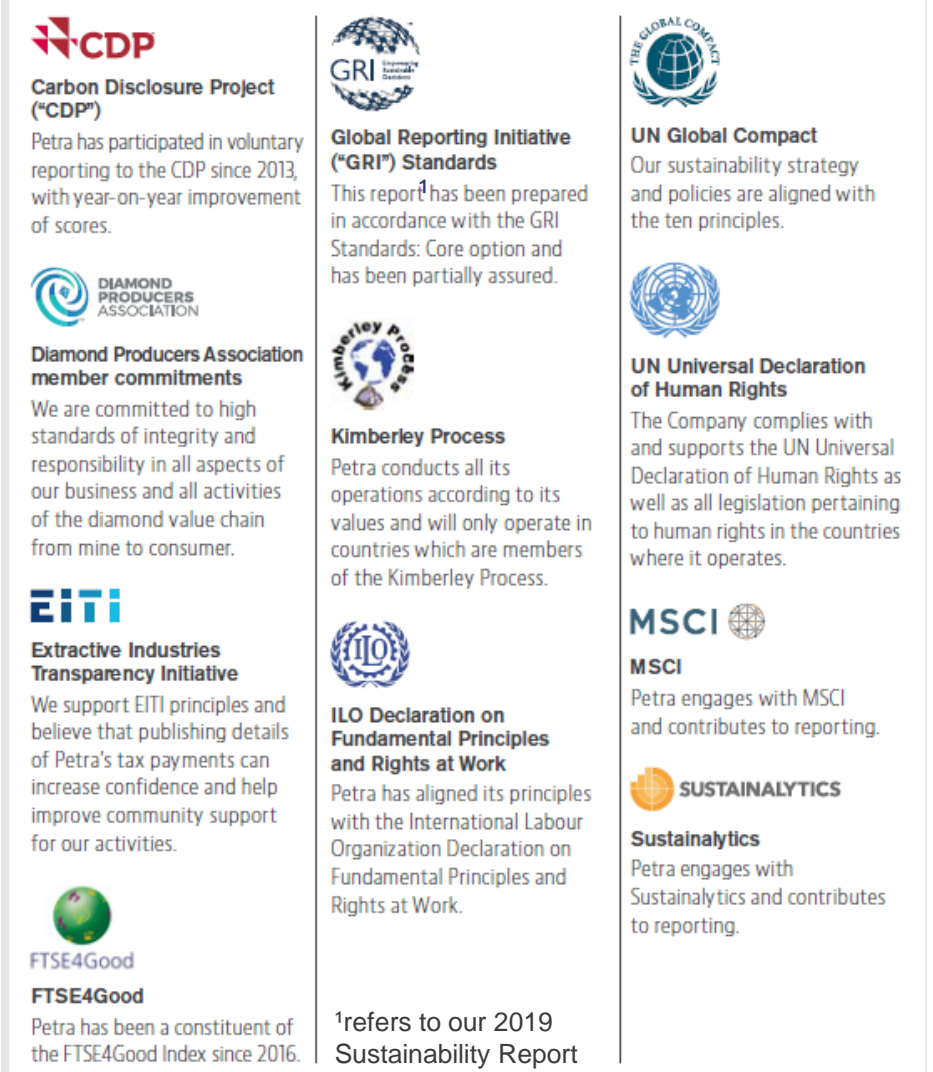 CDP
Carbon Disclosure Project
("CDP")
Petra has participated in voluntary
reporting to the CDP since 2013,
with year-on-year improvement
of scores.
DIAMOND
PRODUCERS
ASSOCIATION
Diamond Producers Association
member commitments
We are committed to high
standards of integrity and
responsibility in all aspects of
our business and all activities
of the diamond value chain
from mine to consumer.
EITI
Extractive Industries
Transparency Initiative
We support EITI principles and
believe that publishing details
of Petra's tax payments can
increase confidence and help
improve community support
for our activities.
FTSE4Good
FTSE4Good
Petra has been a constituent of
the FTSE4Good Index since 2016.
GRI
Empowering
Sustainable
Decisions
Global Reporting Initiative
("GRI") Standards
This report¹ has been prepared
in accordance with the GRI
Standards: Core option and
has been partially assured.
Kimberley Process
Kimberley Process
Petra conducts all its
operations according to its
values and will only operate in
countries which are members
of the Kimberley Process.
ILO
ILO Declaration on
Fundamental Principles
and Rights at Work
Petra has aligned its principles
with the International Labour
Organization Declaration on
Fundamental Principles and
Rights at Work.
¹refers to our 2019
Sustainability Report
THE GLOBAL COMPACT
UN Global Compact
Our sustainability strategy
and policies are aligned with
the ten principles.
UN Universal Declaration
of Human Rights
The Company complies with
and supports the UN Universal
Declaration of Human Rights as
well as all legislation pertaining
to human rights in the countries
where it operates.
MSCI
MSCI
Petra engages with MSCI
and contributes to reporting.
SUSTAINALYTICS
Sustainalytics
Petra engages with
Sustainalytics and contributes
to reporting.